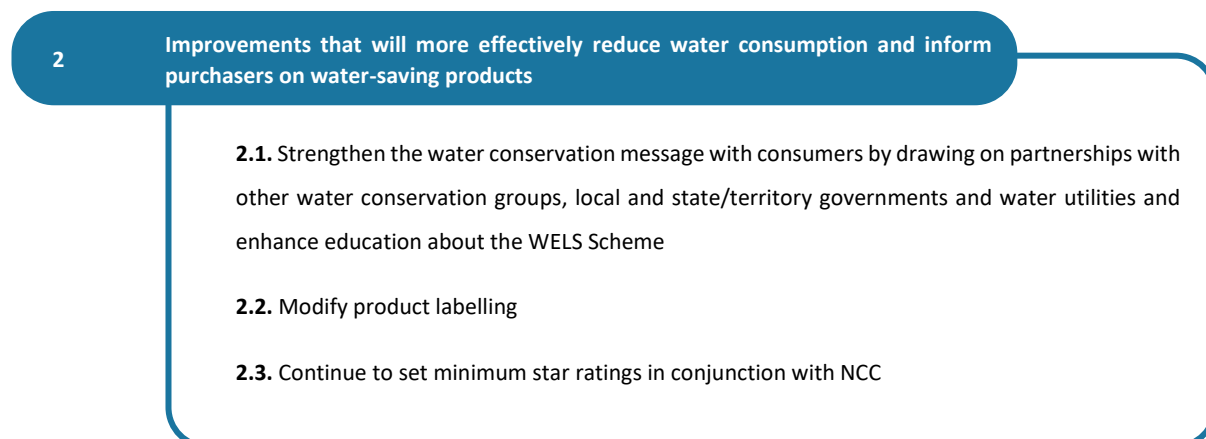 2
Improvements that will more effectively reduce water consumption and inform
purchasers on water-saving products
2.1. Strengthen the water conservation message with consumers by drawing on partnerships with
other water conservation groups, local and state/territory governments and water utilities and
enhance education about the WELS Scheme
2.2. Modify product labelling
2.3. Continue to set minimum star ratings in conjunction with NCC